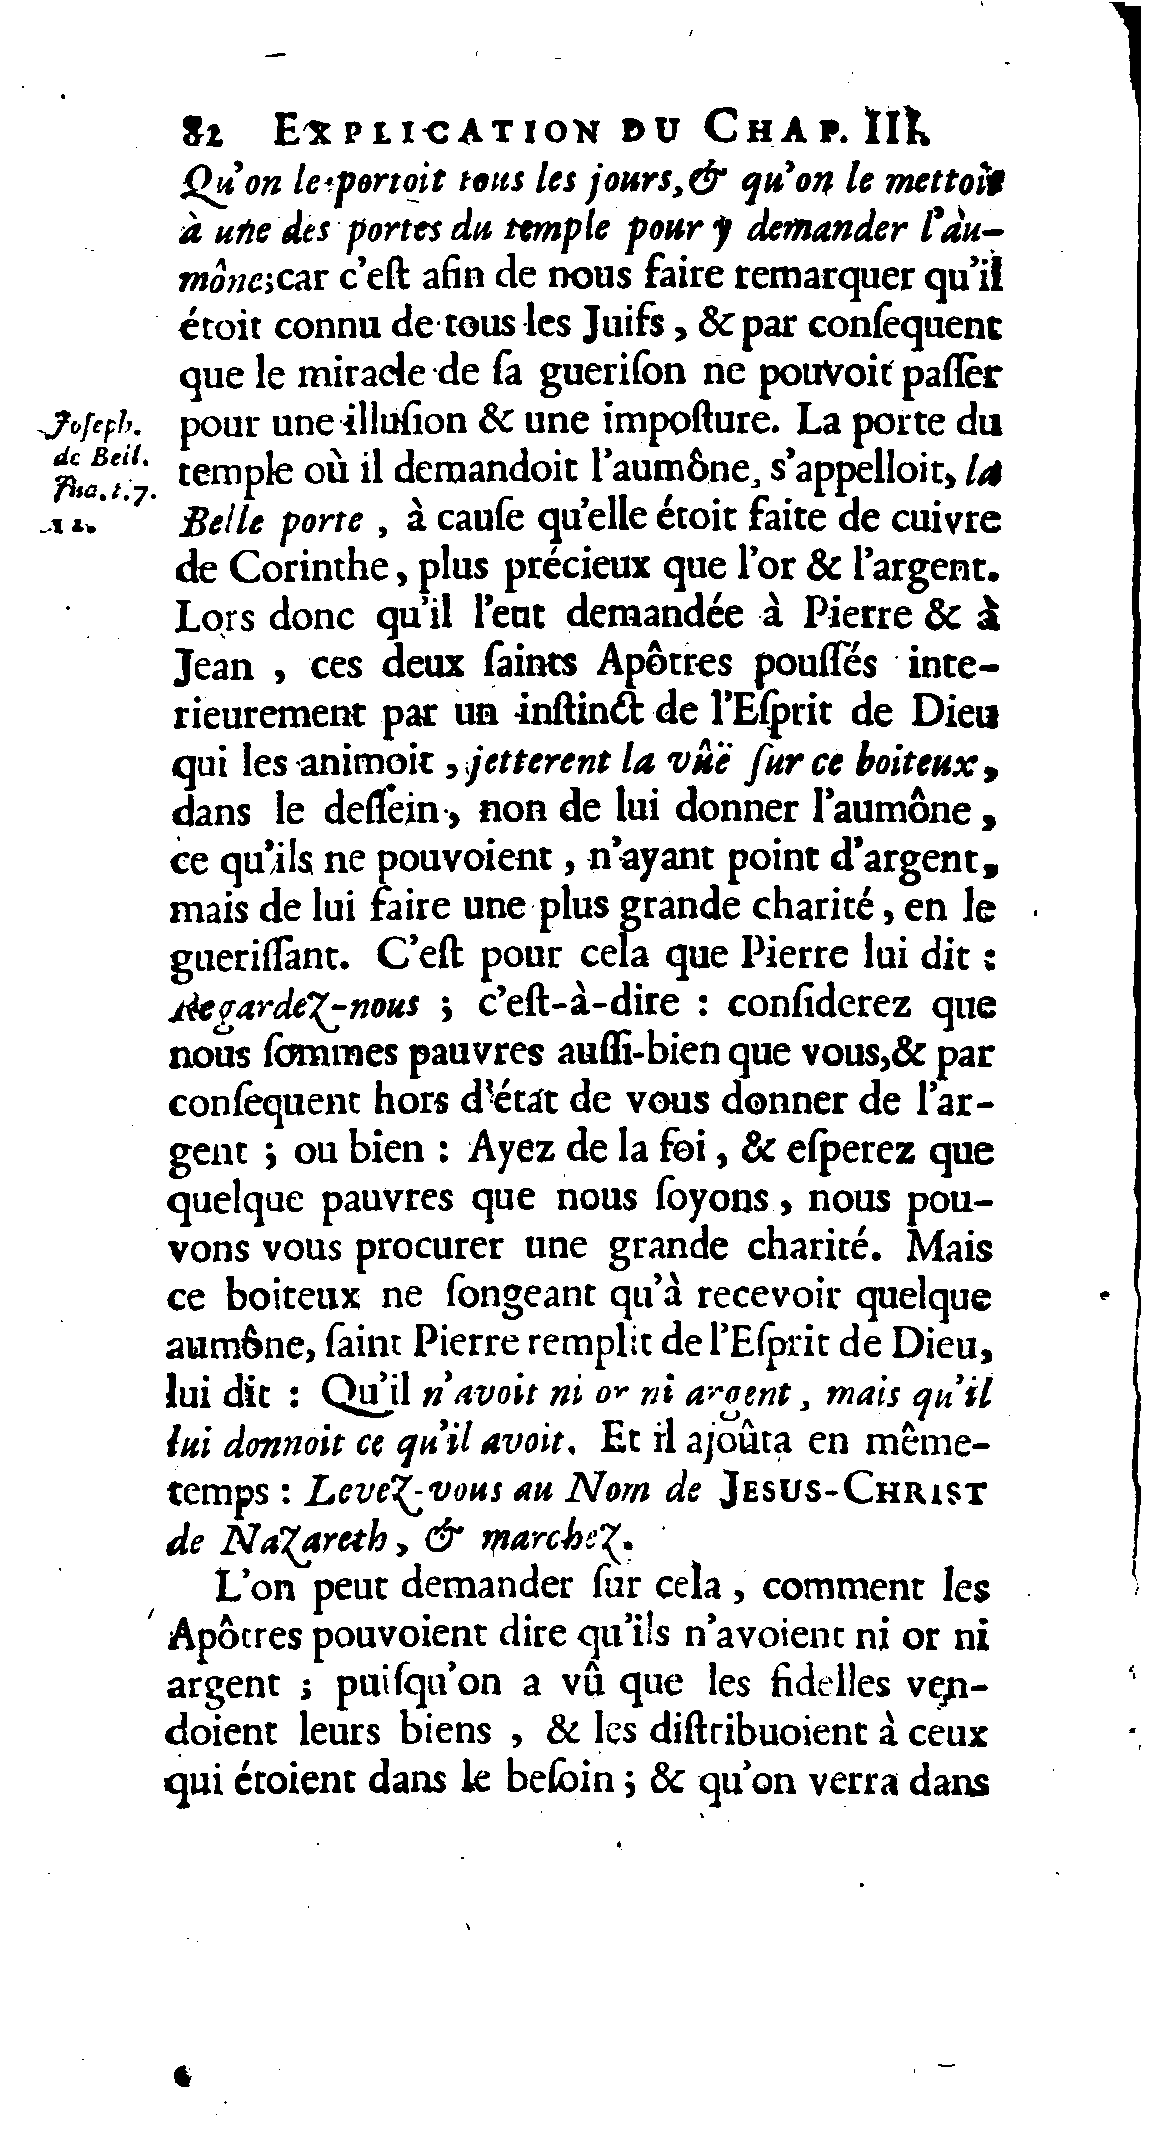 82 EXPLICATION DU CHAP. III.
Qu'on le portoit tous les jours, & qu'on le mettoit
à une des portes du temple pour y demander l'au-
mône; car c'eſt afin de nous faire remarquer qu'il
étoit connu de tous les Juifs, & par conſequent
que le miracle de ſa gueriſon ne pouvoit paſſer
pour une illuſion & une impoſture. La porte du
temple où il demandoit l'aumône, s'appelloit, la
Belle porte, à cauſe qu'elle étoit faite de cuivre
de Corinthe, plus précieux que l'or & l'argent.
Lors donc qu'il l'eut demandée à Pierre & à
Jean, ces deux ſaints Apôtres pouſſés inte-
rieurement par un inſtinct de l'Eſprit de Dieu
qui les animoit, jetterent la vûë ſur ce boiteux,
dans le deſſein, non de lui donner l'aumône,
ce qu'ils ne pouvoient, n'ayant point d'argent,
mais de lui faire une plus grande charité, en le
gueriſſant. C'eſt pour cela que Pierre lui dit :
Regardez-nous ; c'eſt-à-dire : conſiderez que
nous ſommes pauvres auſſi-bien que vous, & par
conſequent hors d'état de vous donner de l'ar-
gent ; ou bien : Ayez de la foi, & eſperez que
quelque pauvres que nous ſoyons, nous pou-
vons vous procurer une grande charité. Mais
ce boiteux ne ſongeant qu'à recevoir quelque
aumône, ſaint Pierre remplit de l'Eſprit de Dieu,
lui dit : Qu'il n'avoit ni or ni argent, mais qu'il
lui donnoit ce qu'il avoit. Et il ajoûta en même-
temps : Levez-vous au Nom de JESUS-CHRIST
de Nazareth, & marchez.
L'on peut demander ſur cela, comment les
Apôtres pouvoient dire qu'ils n'avoient ni or ni
argent ; puiſqu'on a vû que les fidelles ven-
doient leurs biens, & les diſtribuoient à ceux
qui étoient dans le beſoin ; & qu'on verra dans
Joſeph.
de Bell.
l. 7.
12.